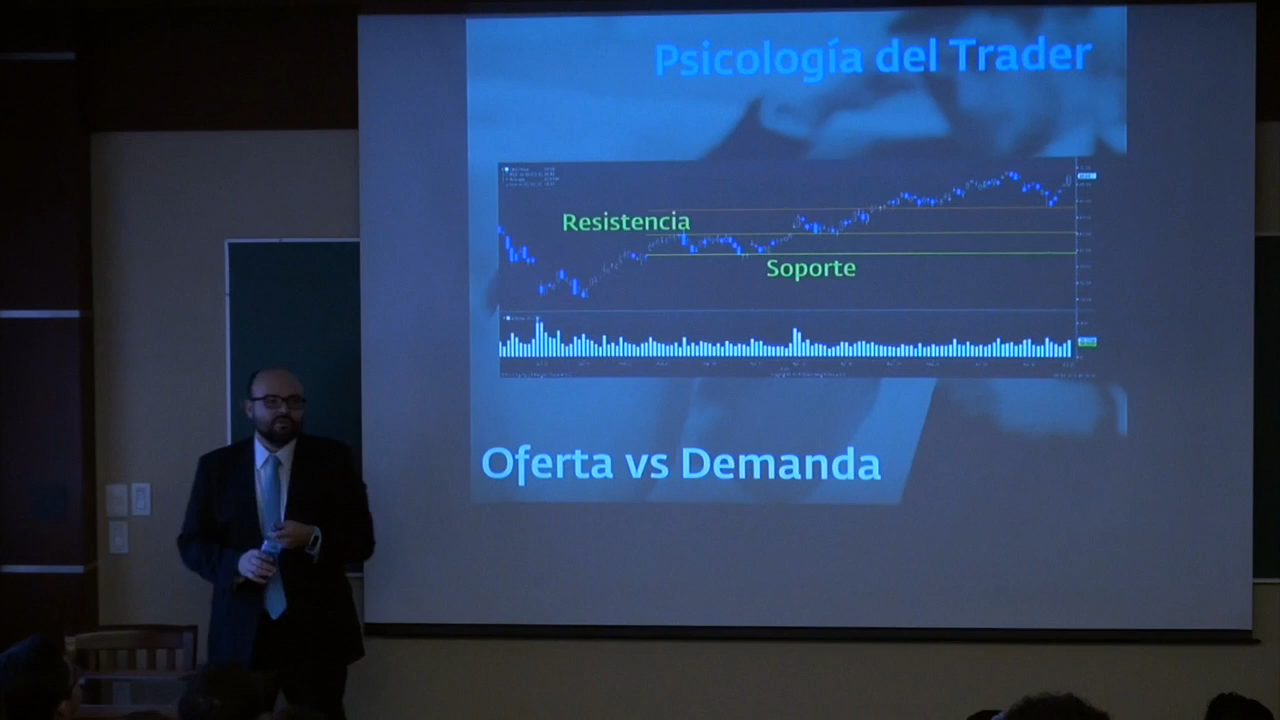 Psicología del Trader
Resistencia
Soporte
Oferta vs Demanda